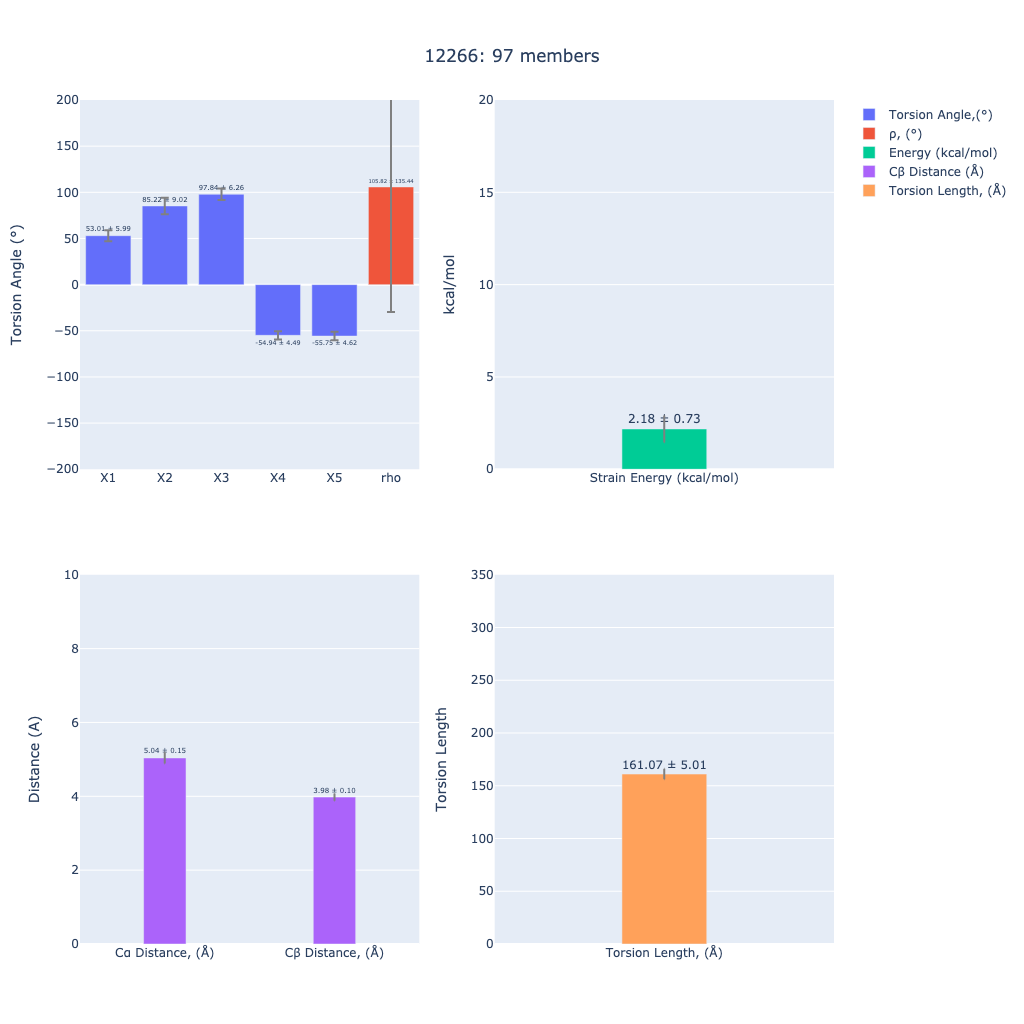 12266: 97 members
Torsion Angle (°)
200
150
100
50
0
−50
−100
−150
−200
53.01 ± 5.99
85.22 ± 9.02
97.84 ± 6.26
-54.94 ± 4.49
-55.75 ± 4.62
105.82 ± 135.44
X1 X2 X3 X4 X5 rho
kcal/mol
20
15
10
5
0
2.18 ± 0.73
Strain Energy (kcal/mol)
Torsion Angle,(°)
ρ, (°)
Energy (kcal/mol)
Cβ Distance (Å)
Torsion Length, (Å)
Distance (A)
10
8
6
4
2
0
5.04 ± 0.15
3.98 ± 0.10
Cα Distance, (Å) Cβ Distance, (Å)
Torsion Length
350
300
250
200
150
100
50
0
161.07 ± 5.01
Torsion Length, (Å)